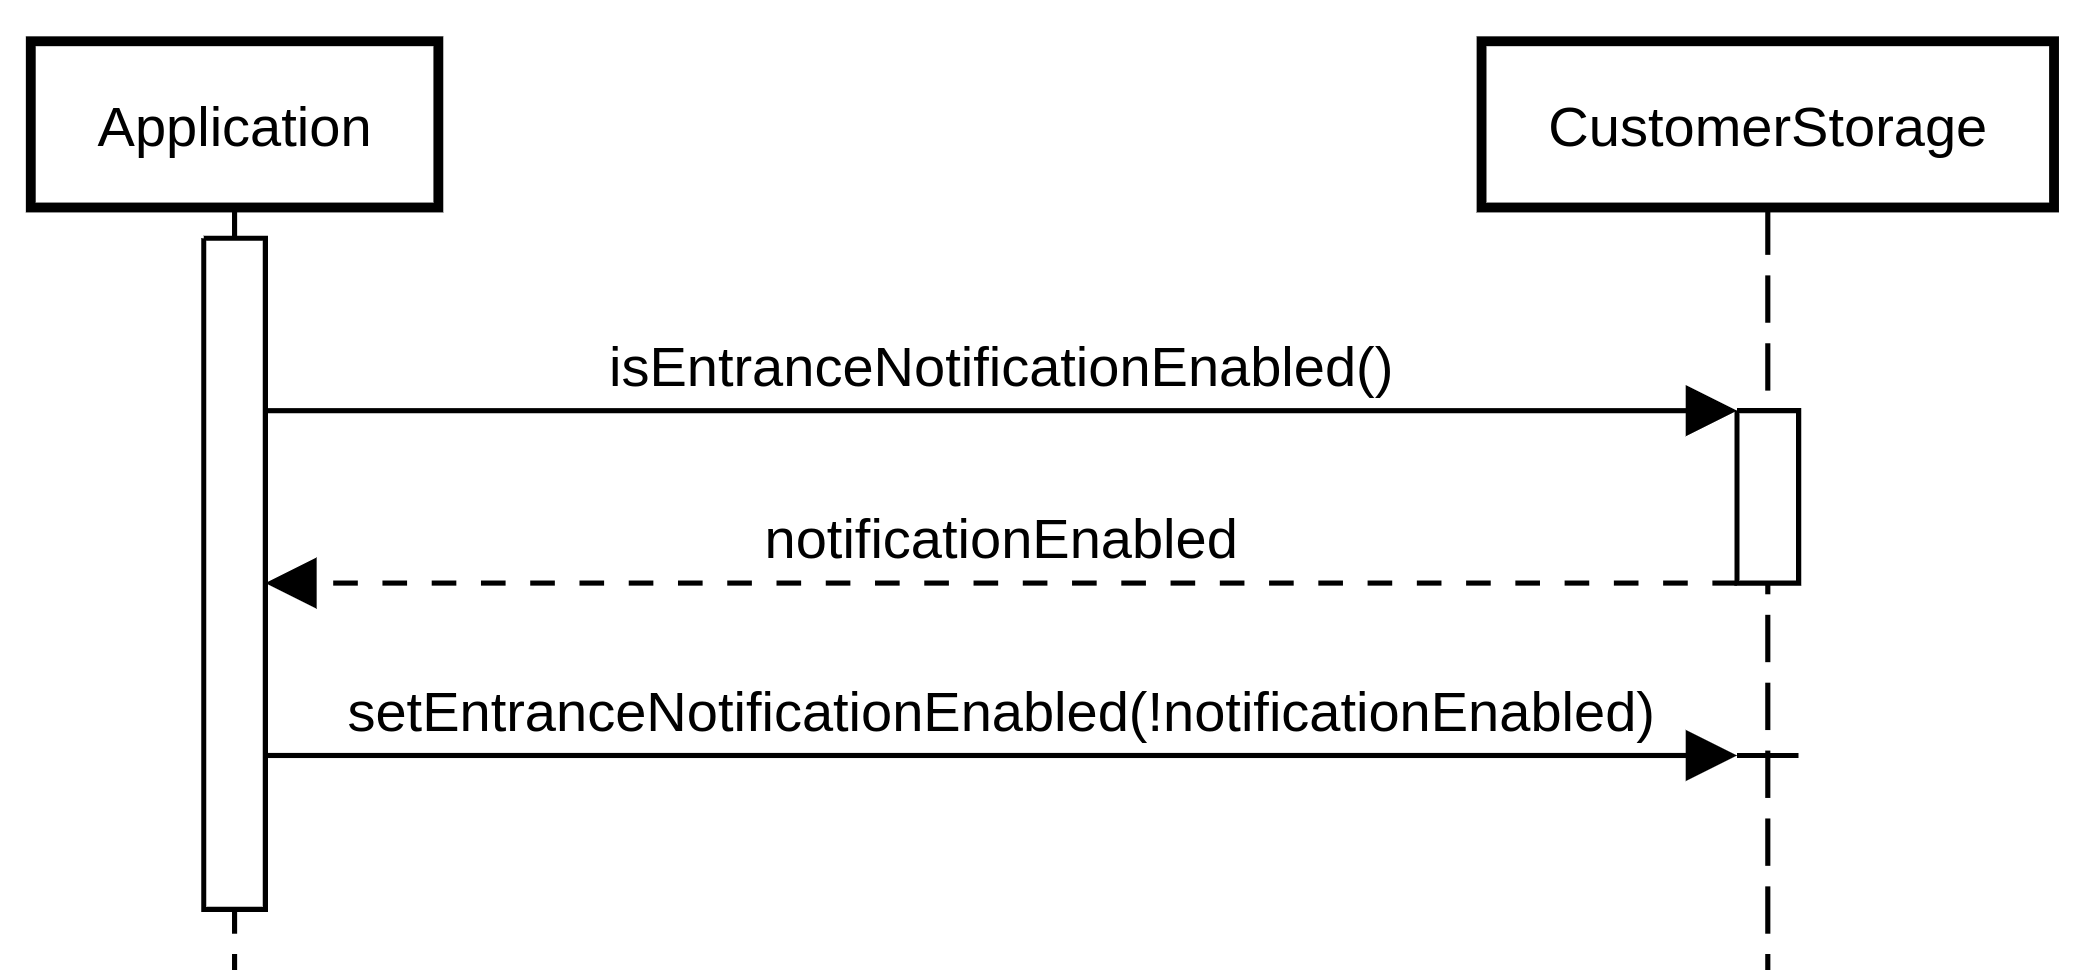 Application
CustomerStorage
isEntranceNotificationEnabled()
notificationEnabled
setEntranceNotificationEnabled(!notificationEnabled)